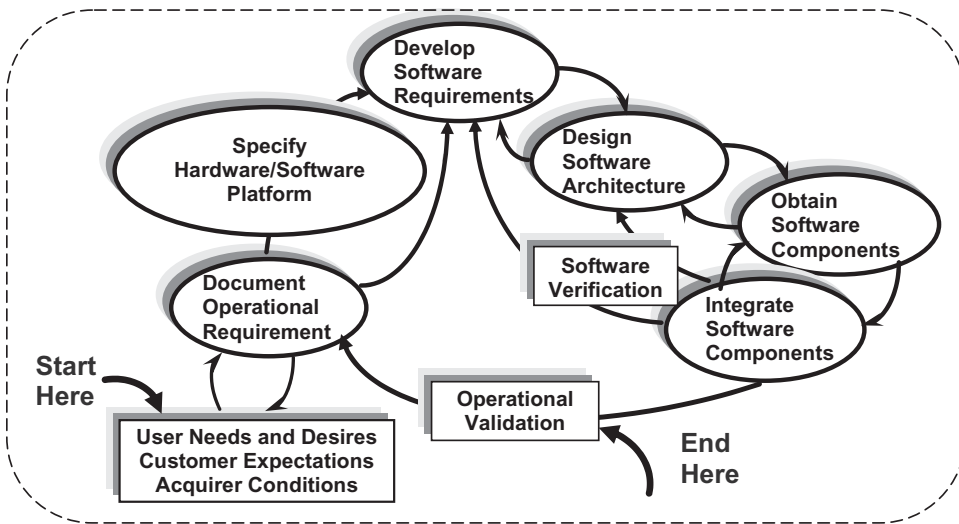 Develop
Software
Requirements
Specify
Hardware/Software
Platform
Design
Software
Architecture
Obtain
Software
Components
Software
Verification
Document
Operational
Requirement
Integrate
Software
Components
Start
Here
Operational
Validation
User Needs and Desires
Customer Expectations
Acquirer Conditions
End
Here